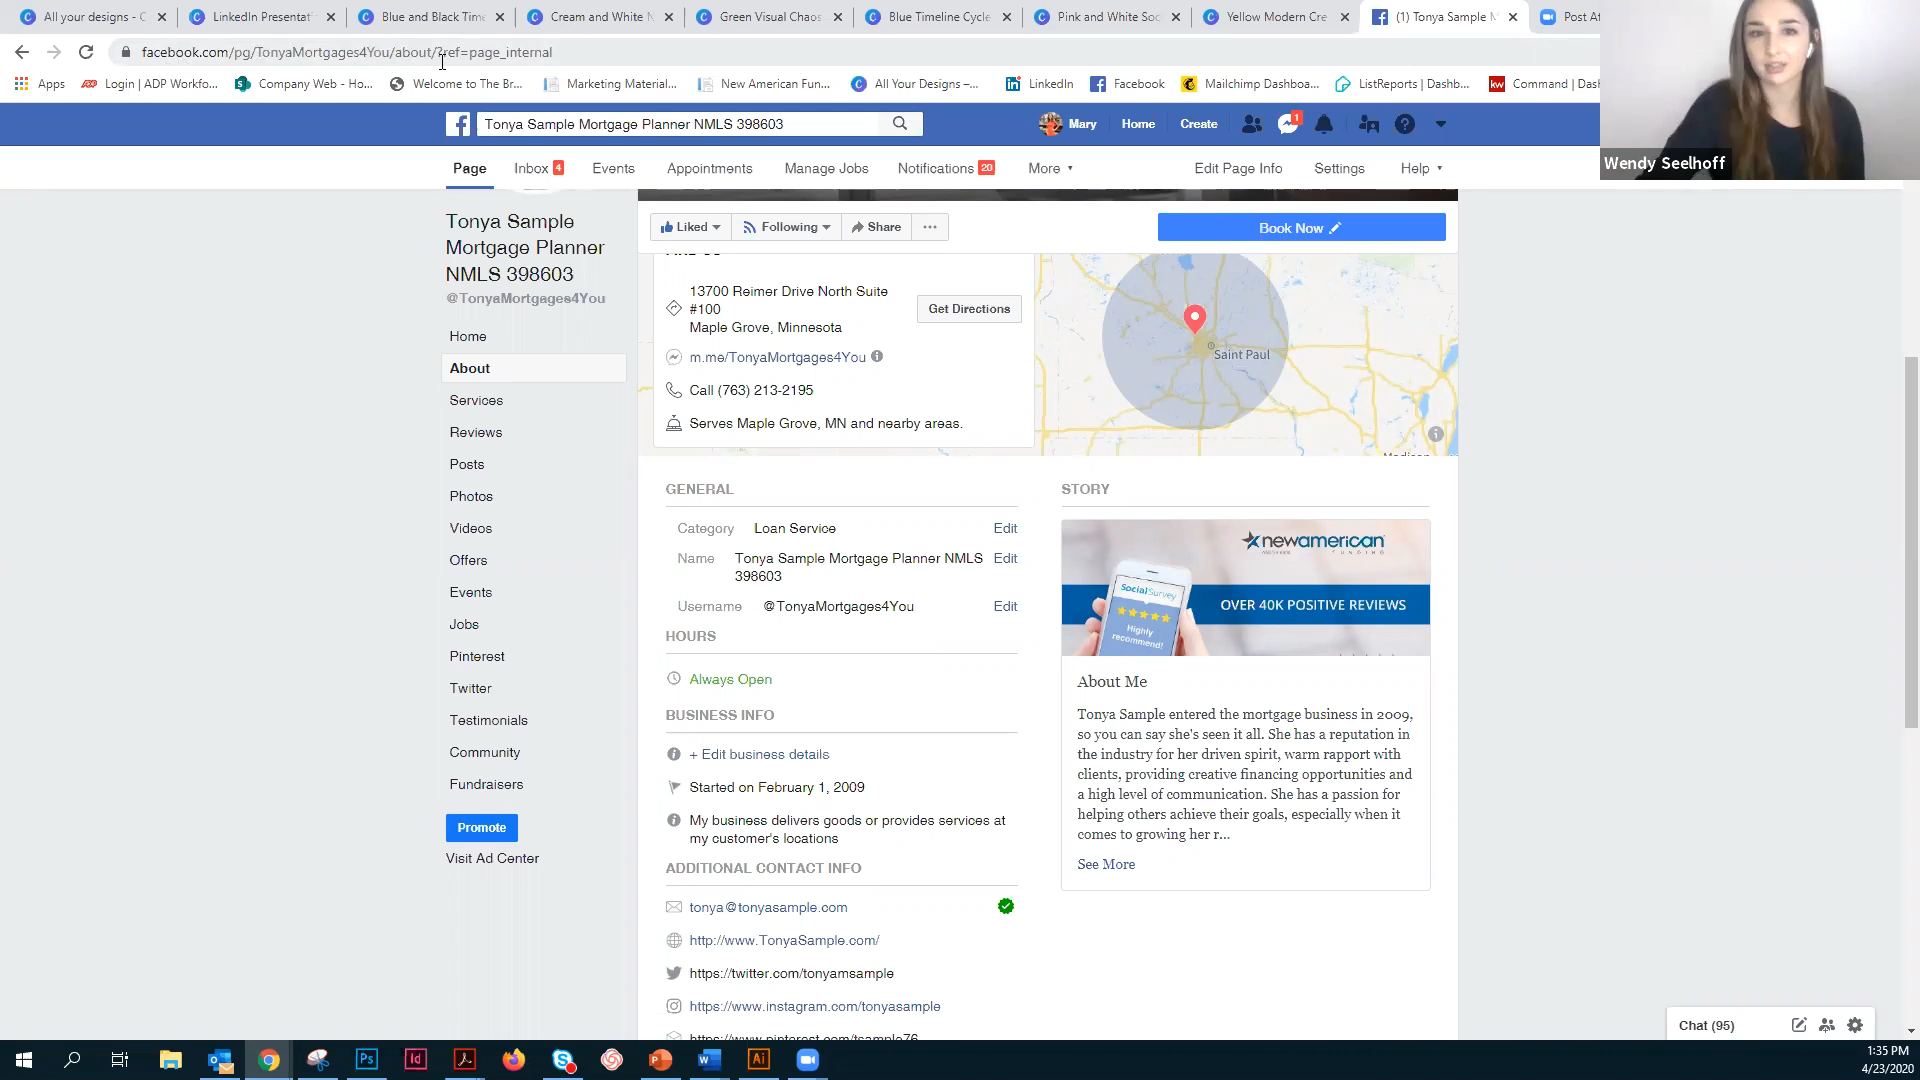 All your designs - C
LinkedIn Presentat
Blue and Black Time
Cream and White N
Green Visual Chaos
Blue Timeline Cycle
Pink and White Soc
Yellow Modern Cre
(1) Tonya Sample M
Post At
facebook.com/pg/TonyaMortgages4You/about/?ref=page_internal
Apps
Login | ADP Workfo...
Company Web - Ho...
Welcome to The Br...
Marketing Material...
New American Fun...
All Your Designs –...
LinkedIn
Facebook
Mailchimp Dashboa...
ListReports | Dashb...
kw Command | Das
Tonya Sample Mortgage Planner NMLS 398603
Mary Home Create 1
Wendy Seelhoff
Page Inbox 4 Events Appointments Manage Jobs Notifications 20 More Edit Page Info Settings Help
Tonya Sample
Mortgage Planner
NMLS 398603
@TonyaMortgages4You
Home
About
Services
Reviews
Posts
Photos
Videos
Offers
Events
Jobs
Pinterest
Twitter
Testimonials
Community
Fundraisers
Promote
Visit Ad Center
Liked Following Share ...
Book Now
13700 Reimer Drive North Suite
#100
Maple Grove, Minnesota
Get Directions
m.me/TonyaMortgages4You
Call (763) 213-2195
Serves Maple Grove, MN and nearby areas.
Saint Paul
GENERAL
Category Loan Service Edit
Name Tonya Sample Mortgage Planner NMLS Edit
398603
Username @TonyaMortgages4You Edit
HOURS
Always Open
BUSINESS INFO
+ Edit business details
Started on February 1, 2009
My business delivers goods or provides services at
my customer's locations
ADDITIONAL CONTACT INFO
tonya@tonyasample.com
http://www.TonyaSample.com/
https://twitter.com/tonyamsample
https://www.instagram.com/tonyasample
https://www.pinterest.com/tsample76
STORY
newamerican
FUNDING
SocialSurvey
Highly
recommend!
OVER 40K POSITIVE REVIEWS
About Me
Tonya Sample entered the mortgage business in 2009,
so you can say she's seen it all. She has a reputation in
the industry for her driven spirit, warm rapport with
clients, providing creative financing opportunities and
a high level of communication. She has a passion for
helping others achieve their goals, especially when it
comes to growing her r...
See More
Chat (95)
1:35 PM
4/23/2020